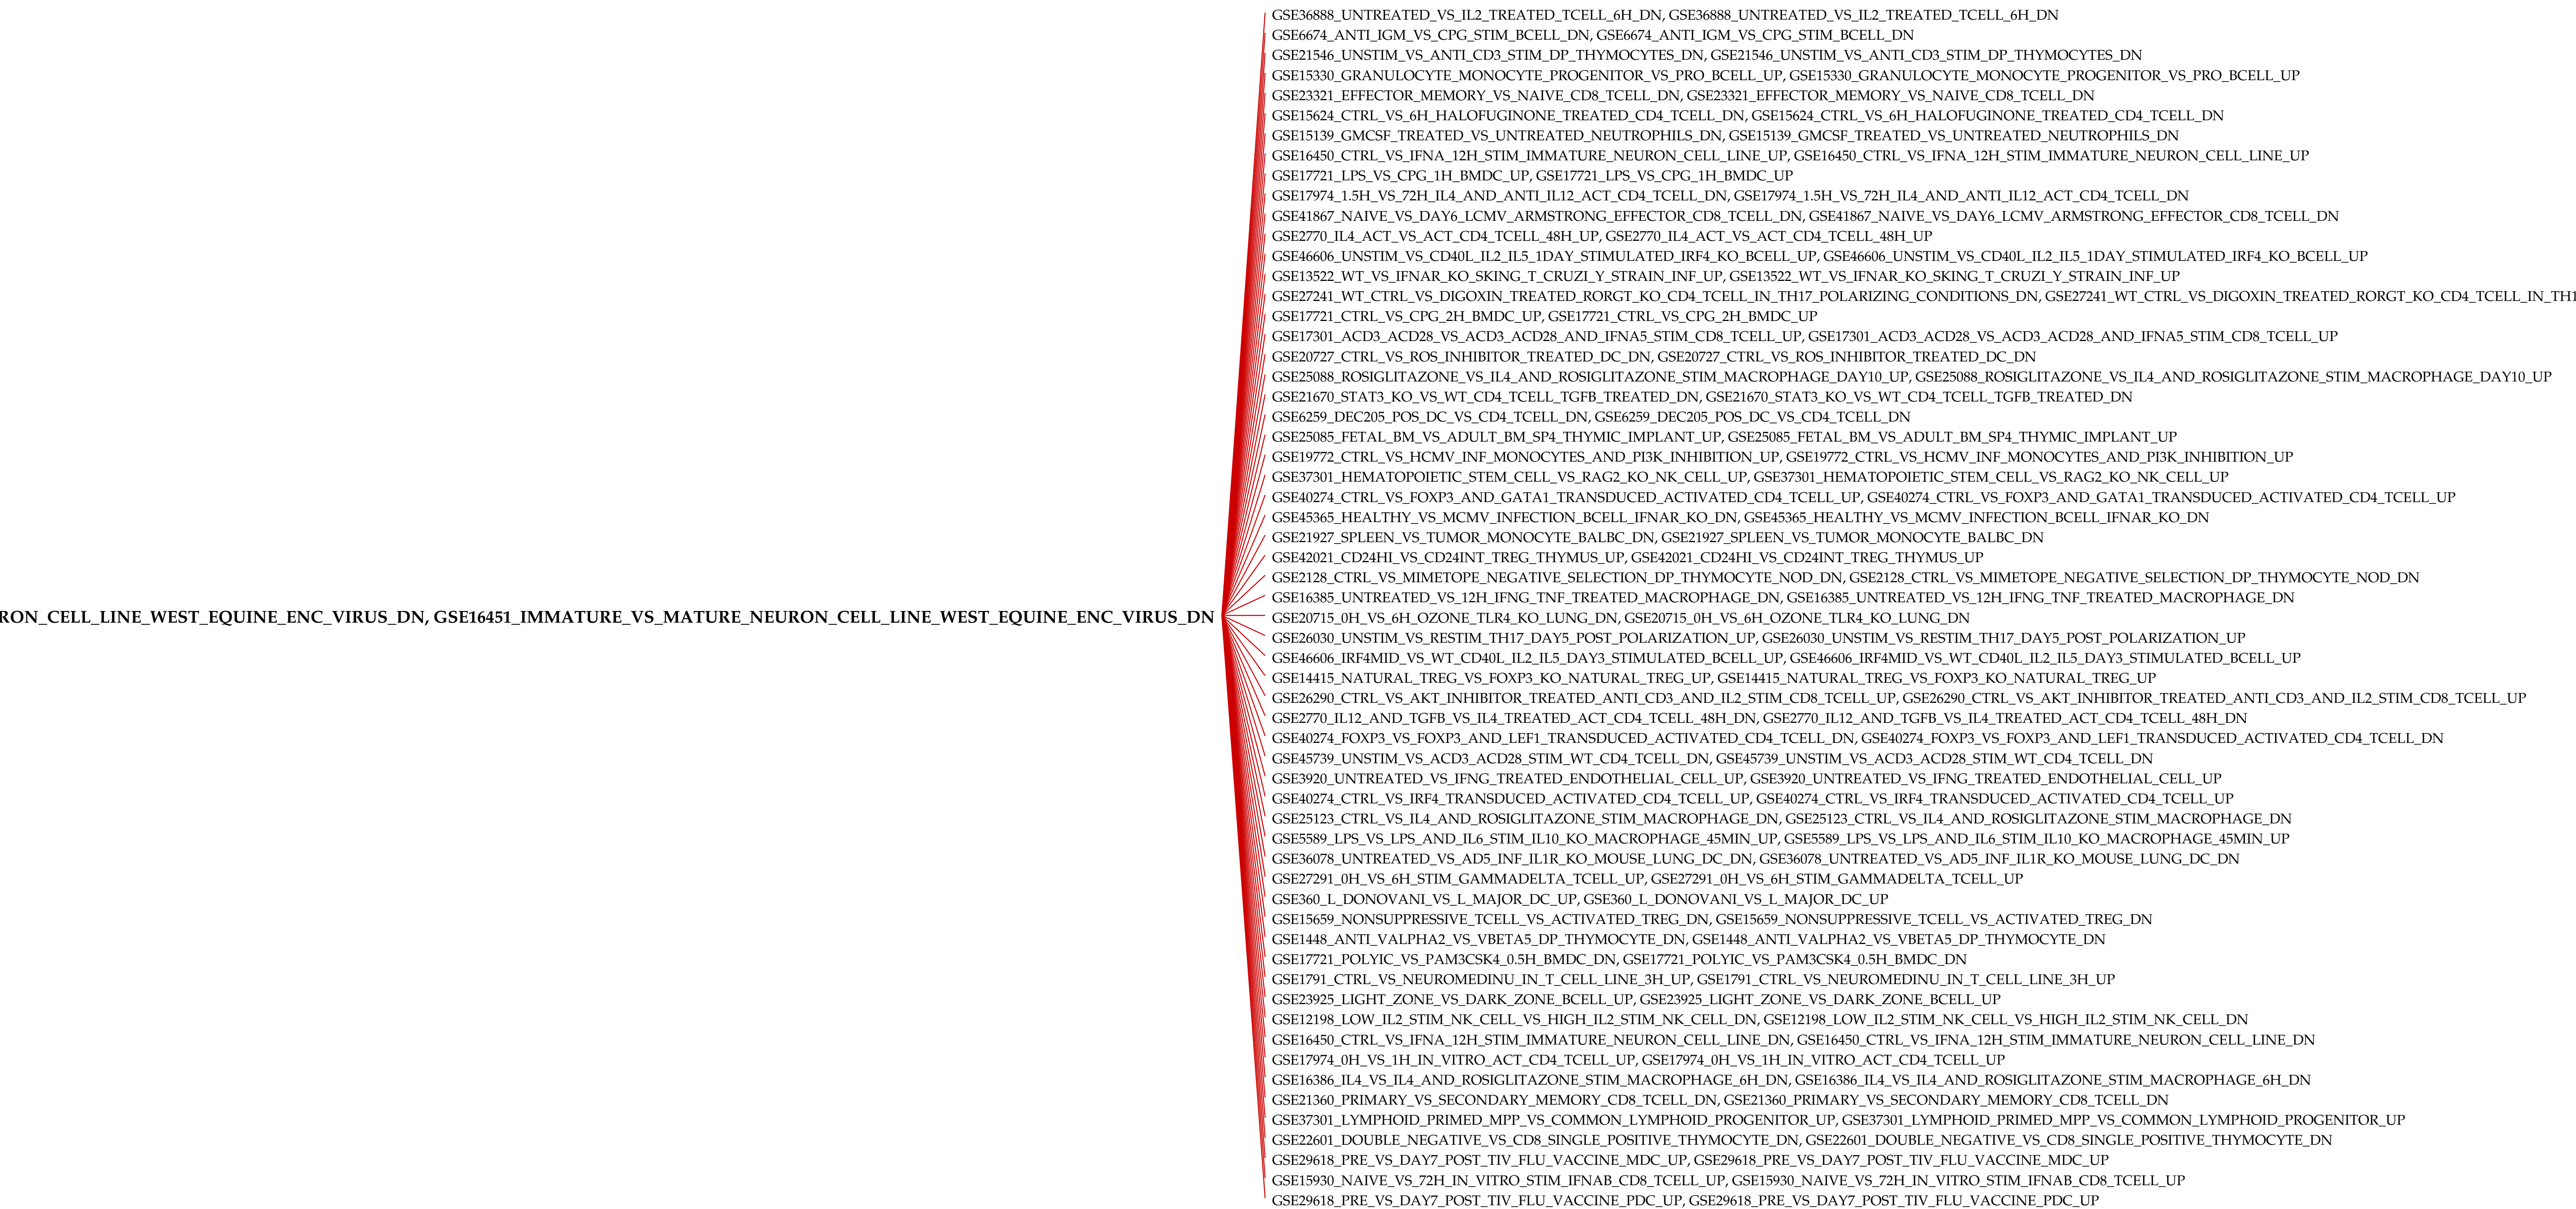 GSE36888_UNTREATED_VS_IL2_TREATED_TCELL_6H_DN, GSE36888_UNTREATED_VS_IL2_TREATED_TCELL_6H_DN
GSE6674_ANTI_IGM_VS_CPG_STIM_BCELL_DN, GSE6674_ANTI_IGM_VS_CPG_STIM_BCELL_DN
GSE21546_UNSTIM_VS_ANTI_CD3_STIM_DP_THYMOCYTES_DN, GSE21546_UNSTIM_VS_ANTI_CD3_STIM_DP_THYMOCYTES_DN
GSE15330_GRANULOCYTE_MONOCYTE_PROGENITOR_VS_PRO_BCELL_UP, GSE15330_GRANULOCYTE_MONOCYTE_PROGENITOR_VS_PRO_BCELL_UP
GSE23321_EFFECTOR_MEMORY_VS_NAIVE_CD8_TCELL_DN, GSE23321_EFFECTOR_MEMORY_VS_NAIVE_CD8_TCELL_DN
GSE15624_CTRL_VS_6H_HALOFUGINONE_TREATED_CD4_TCELL_DN, GSE15624_CTRL_VS_6H_HALOFUGINONE_TREATED_CD4_TCELL_DN
GSE15139_GMCSF_TREATED_VS_UNTREATED_NEUTROPHILS_DN, GSE15139_GMCSF_TREATED_VS_UNTREATED_NEUTROPHILS_DN
GSE16450_CTRL_VS_IFNA_12H_STIM_IMMATURE_NEURON_CELL_LINE_UP, GSE16450_CTRL_VS_IFNA_12H_STIM_IMMATURE_NEURON_CELL_LINE_UP
GSE17721_LPS_VS_CPG_1H_BMDC_UP, GSE17721_LPS_VS_CPG_1H_BMDC_UP
GSE17974_1.5H_VS_72H_IL4_AND_ANTI_IL12_ACT_CD4_TCELL_DN, GSE17974_1.5H_VS_72H_IL4_AND_ANTI_IL12_ACT_CD4_TCELL_DN
GSE41867_NAIVE_VS_DAY6_LCMV_ARMSTRONG_EFFECTOR_CD8_TCELL_DN, GSE41867_NAIVE_VS_DAY6_LCMV_ARMSTRONG_EFFECTOR_CD8_TCELL_DN
GSE2770_IL4_ACT_VS_ACT_CD4_TCELL_48H_UP, GSE2770_IL4_ACT_VS_ACT_CD4_TCELL_48H_UP
GSE46606_UNSTIM_VS_CD40L_IL2_IL5_1DAY_STIMULATED_IRF4_KO_BCELL_UP, GSE46606_UNSTIM_VS_CD40L_IL2_IL5_1DAY_STIMULATED_IRF4_KO_BCELL_UP
GSE13522_WT_VS_IFNAR_KO_SKING_T_CRUZI_Y_STRAIN_INF_UP, GSE13522_WT_VS_IFNAR_KO_SKING_T_CRUZI_Y_STRAIN_INF_UP
GSE27241_WT_CTRL_VS_DIGOXIN_TREATED_RORGT_KO_CD4_TCELL_IN_TH17_POLARIZING_CONDITIONS_DN, GSE27241_WT_CTRL_VS_DIGOXIN_TREATED_RORGT_KO_CD4_TCELL_IN_TH1
GSE17721_CTRL_VS_CPG_2H_BMDC_UP, GSE17721_CTRL_VS_CPG_2H_BMDC_UP
GSE17301_ACD3_ACD28_VS_ACD3_ACD28_AND_IFNA5_STIM_CD8_TCELL_UP, GSE17301_ACD3_ACD28_VS_ACD3_ACD28_AND_IFNA5_STIM_CD8_TCELL_UP
GSE20727_CTRL_VS_ROS_INHIBITOR_TREATED_DC_DN, GSE20727_CTRL_VS_ROS_INHIBITOR_TREATED_DC_DN
GSE25088_ROSIGLITAZONE_VS_IL4_AND_ROSIGLITAZONE_STIM_MACROPHAGE_DAY10_UP, GSE25088_ROSIGLITAZONE_VS_IL4_AND_ROSIGLITAZONE_STIM_MACROPHAGE_DAY10_UP
GSE21670_STAT3_KO_VS_WT_CD4_TCELL_TGFB_TREATED_DN, GSE21670_STAT3_KO_VS_WT_CD4_TCELL_TGFB_TREATED_DN
GSE6259_DEC205_POS_DC_VS_CD4_TCELL_DN, GSE6259_DEC205_POS_DC_VS_CD4_TCELL_DN
GSE25085_FETAL_BM_VS_ADULT_BM_SP4_THYMIC_IMPLANT_UP, GSE25085_FETAL_BM_VS_ADULT_BM_SP4_THYMIC_IMPLANT_UP
GSE19772_CTRL_VS_HCMV_INF_MONOCYTES_AND_PI3K_INHIBITION_UP, GSE19772_CTRL_VS_HCMV_INF_MONOCYTES_AND_PI3K_INHIBITION_UP
GSE37301_HEMATOPOIETIC_STEM_CELL_VS_RAG2_KO_NK_CELL_UP, GSE37301_HEMATOPOIETIC_STEM_CELL_VS_RAG2_KO_NK_CELL_UP
GSE40274_CTRL_VS_FOXP3_AND_GATA1_TRANSDUCED_ACTIVATED_CD4_TCELL_UP, GSE40274_CTRL_VS_FOXP3_AND_GATA1_TRANSDUCED_ACTIVATED_CD4_TCELL_UP
GSE45365_HEALTHY_VS_MCMV_INFECTION_BCELL_IFNAR_KO_DN, GSE45365_HEALTHY_VS_MCMV_INFECTION_BCELL_IFNAR_KO_DN
GSE21927_SPLEEN_VS_TUMOR_MONOCYTE_BALBC_DN, GSE21927_SPLEEN_VS_TUMOR_MONOCYTE_BALBC_DN
GSE42021_CD24HI_VS_CD24INT_TREG_THYMUS_UP, GSE42021_CD24HI_VS_CD24INT_TREG_THYMUS_UP
GSE2128_CTRL_VS_MIMETOPE_NEGATIVE_SELECTION_DP_THYMOCYTE_NOD_DN, GSE2128_CTRL_VS_MIMETOPE_NEGATIVE_SELECTION_DP_THYMOCYTE_NOD_DN
GSE16385_UNTREATED_VS_12H_IFNG_TNF_TREATED_MACROPHAGE_DN, GSE16385_UNTREATED_VS_12H_IFNG_TNF_TREATED_MACROPHAGE_DN
RON_CELL_LINE_WEST_EQUINE_ENC_VIRUS_DN, GSE16451_IMMATURE_VS_MATURE_NEURON_CELL_LINE_WEST_EQUINE_ENC_VIRUS_DN
GSE20715_0H_VS_6H_OZONE_TLR4_KO_LUNG_DN, GSE20715_0H_VS_6H_OZONE_TLR4_KO_LUNG_DN
GSE26030_UNSTIM_VS_RESTIM_TH17_DAY5_POST_POLARIZATION_UP, GSE26030_UNSTIM_VS_RESTIM_TH17_DAY5_POST_POLARIZATION_UP
GSE46606_IRF4MID_VS_WT_CD40L_IL2_IL5_DAY3_STIMULATED_BCELL_UP, GSE46606_IRF4MID_VS_WT_CD40L_IL2_IL5_DAY3_STIMULATED_BCELL_UP
GSE14415_NATURAL_TREG_VS_FOXP3_KO_NATURAL_TREG_UP, GSE14415_NATURAL_TREG_VS_FOXP3_KO_NATURAL_TREG_UP
GSE26290_CTRL_VS_AKT_INHIBITOR_TREATED_ANTI_CD3_AND_IL2_STIM_CD8_TCELL_UP, GSE26290_CTRL_VS_AKT_INHIBITOR_TREATED_ANTI_CD3_AND_IL2_STIM_CD8_TCELL_UP
GSE2770_IL12_AND_TGFB_VS_IL4_TREATED_ACT_CD4_TCELL_48H_DN, GSE2770_IL12_AND_TGFB_VS_IL4_TREATED_ACT_CD4_TCELL_48H_DN
GSE40274_FOXP3_VS_FOXP3_AND_LEF1_TRANSDUCED_ACTIVATED_CD4_TCELL_DN, GSE40274_FOXP3_VS_FOXP3_AND_LEF1_TRANSDUCED_ACTIVATED_CD4_TCELL_DN
GSE45739_UNSTIM_VS_ACD3_ACD28_STIM_WT_CD4_TCELL_DN, GSE45739_UNSTIM_VS_ACD3_ACD28_STIM_WT_CD4_TCELL_DN
GSE3920_UNTREATED_VS_IFNG_TREATED_ENDOTHELIAL_CELL_UP, GSE3920_UNTREATED_VS_IFNG_TREATED_ENDOTHELIAL_CELL_UP
GSE40274_CTRL_VS_IRF4_TRANSDUCED_ACTIVATED_CD4_TCELL_UP, GSE40274_CTRL_VS_IRF4_TRANSDUCED_ACTIVATED_CD4_TCELL_UP
GSE25123_CTRL_VS_IL4_AND_ROSIGLITAZONE_STIM_MACROPHAGE_DN, GSE25123_CTRL_VS_IL4_AND_ROSIGLITAZONE_STIM_MACROPHAGE_DN
GSE5589_LPS_VS_LPS_AND_IL6_STIM_IL10_KO_MACROPHAGE_45MIN_UP, GSE5589_LPS_VS_LPS_AND_IL6_STIM_IL10_KO_MACROPHAGE_45MIN_UP
GSE36078_UNTREATED_VS_AD5_INF_IL1R_KO_MOUSE_LUNG_DC_DN, GSE36078_UNTREATED_VS_AD5_INF_IL1R_KO_MOUSE_LUNG_DC_DN
GSE27291_0H_VS_6H_STIM_GAMMADELTA_TCELL_UP, GSE27291_0H_VS_6H_STIM_GAMMADELTA_TCELL_UP
GSE360_L_DONOVANI_VS_L_MAJOR_DC_UP, GSE360_L_DONOVANI_VS_L_MAJOR_DC_UP
GSE15659_NONSUPPRESSIVE_TCELL_VS_ACTIVATED_TREG_DN, GSE15659_NONSUPPRESSIVE_TCELL_VS_ACTIVATED_TREG_DN
GSE1448_ANTI_VALPHA2_VS_VBETA5_DP_THYMOCYTE_DN, GSE1448_ANTI_VALPHA2_VS_VBETA5_DP_THYMOCYTE_DN
GSE17721_POLYIC_VS_PAM3CSK4_0.5H_BMDC_DN, GSE17721_POLYIC_VS_PAM3CSK4_0.5H_BMDC_DN
GSE1791_CTRL_VS_NEUROMEDINU_IN_T_CELL_LINE_3H_UP, GSE1791_CTRL_VS_NEUROMEDINU_IN_T_CELL_LINE_3H_UP
GSE23925_LIGHT_ZONE_VS_DARK_ZONE_BCELL_UP, GSE23925_LIGHT_ZONE_VS_DARK_ZONE_BCELL_UP
GSE12198_LOW_IL2_STIM_NK_CELL_VS_HIGH_IL2_STIM_NK_CELL_DN, GSE12198_LOW_IL2_STIM_NK_CELL_VS_HIGH_IL2_STIM_NK_CELL_DN
GSE16450_CTRL_VS_IFNA_12H_STIM_IMMATURE_NEURON_CELL_LINE_DN, GSE16450_CTRL_VS_IFNA_12H_STIM_IMMATURE_NEURON_CELL_LINE_DN
GSE17974_0H_VS_1H_IN_VITRO_ACT_CD4_TCELL_UP, GSE17974_0H_VS_1H_IN_VITRO_ACT_CD4_TCELL_UP
GSE16386_IL4_VS_IL4_AND_ROSIGLITAZONE_STIM_MACROPHAGE_6H_DN, GSE16386_IL4_VS_IL4_AND_ROSIGLITAZONE_STIM_MACROPHAGE_6H_DN
GSE21360_PRIMARY_VS_SECONDARY_MEMORY_CD8_TCELL_DN, GSE21360_PRIMARY_VS_SECONDARY_MEMORY_CD8_TCELL_DN
GSE37301_LYMPHOID_PRIMED_MPP_VS_COMMON_LYMPHOID_PROGENITOR_UP, GSE37301_LYMPHOID_PRIMED_MPP_VS_COMMON_LYMPHOID_PROGENITOR_UP
GSE22601_DOUBLE_NEGATIVE_VS_CD8_SINGLE_POSITIVE_THYMOCYTE_DN, GSE22601_DOUBLE_NEGATIVE_VS_CD8_SINGLE_POSITIVE_THYMOCYTE_DN
GSE29618_PRE_VS_DAY7_POST_TIV_FLU_VACCINE_MDC_UP, GSE29618_PRE_VS_DAY7_POST_TIV_FLU_VACCINE_MDC_UP
GSE15930_NAIVE_VS_72H_IN_VITRO_STIM_IFNAB_CD8_TCELL_UP, GSE15930_NAIVE_VS_72H_IN_VITRO_STIM_IFNAB_CD8_TCELL_UP
GSE29618_PRE_VS_DAY7_POST_TIV_FLU_VACCINE_PDC_UP, GSE29618_PRE_VS_DAY7_POST_TIV_FLU_VACCINE_PDC_UP